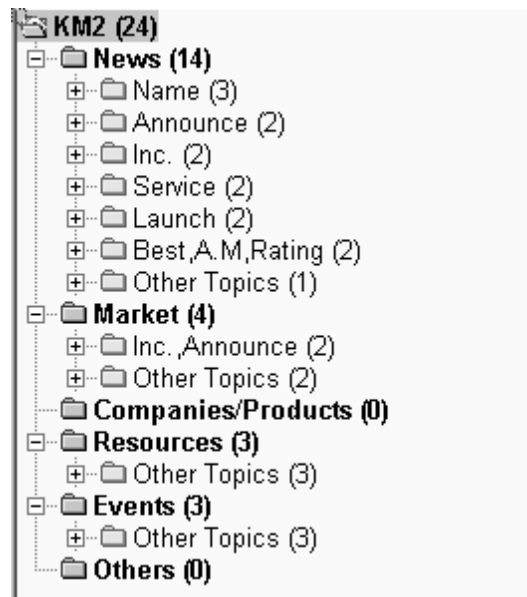 KM2 (24)
News (14)
Name (3)
Announce (2)
Inc. (2)
Service (2)
Launch (2)
Best,A.M,Rating (2)
Other Topics (1)
Market (4)
Inc.,Announce (2)
Other Topics (2)
Companies/Products (0)
Resources (3)
Other Topics (3)
Events (3)
Other Topics (3)
Others (0)